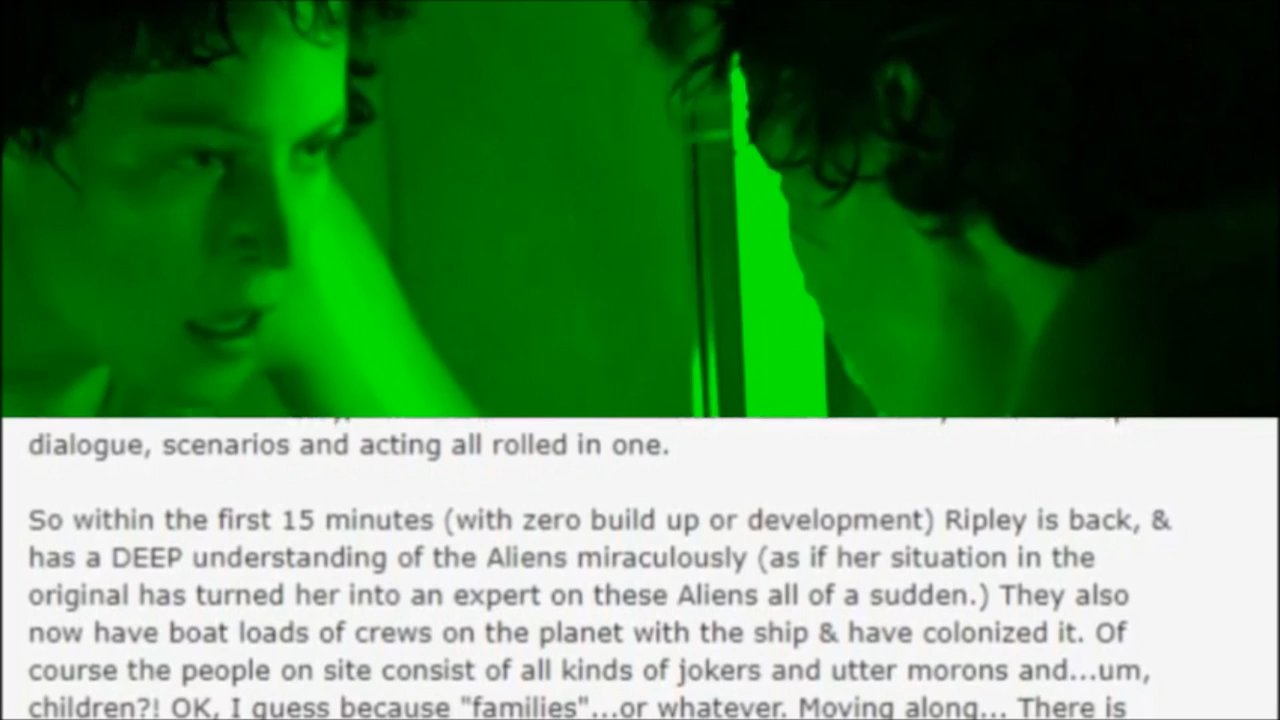 dialogue, scenarios and acting all rolled in one.
So within the first 15 minutes (with zero build up or development) Ripley is back, &
has a DEEP understanding of the Aliens miraculously (as if her situation in the
original has turned her into an expert on these Aliens all of a sudden.) They also
now have boat loads of crews on the planet with the ship & have colonized it. Of
course the people on site consist of all kinds of jokers and utter morons and...um,
children?! OK, I guess because "families"...or whatever. Moving along... There is